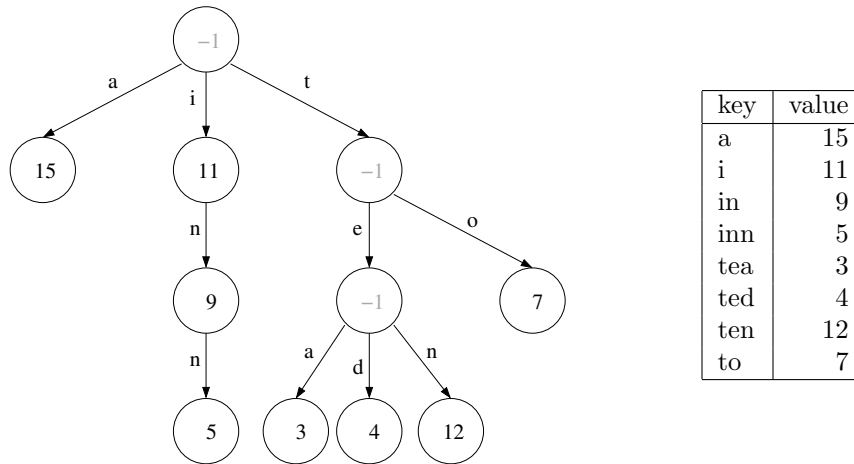 −1
a
i
t
15
11
−1
n
e
o
9
−1
7
n
a
d
n
5
3
4
12
key value
a 15
i 11
in 9
inn 5
tea 3
ted 4
ten 12
to 7